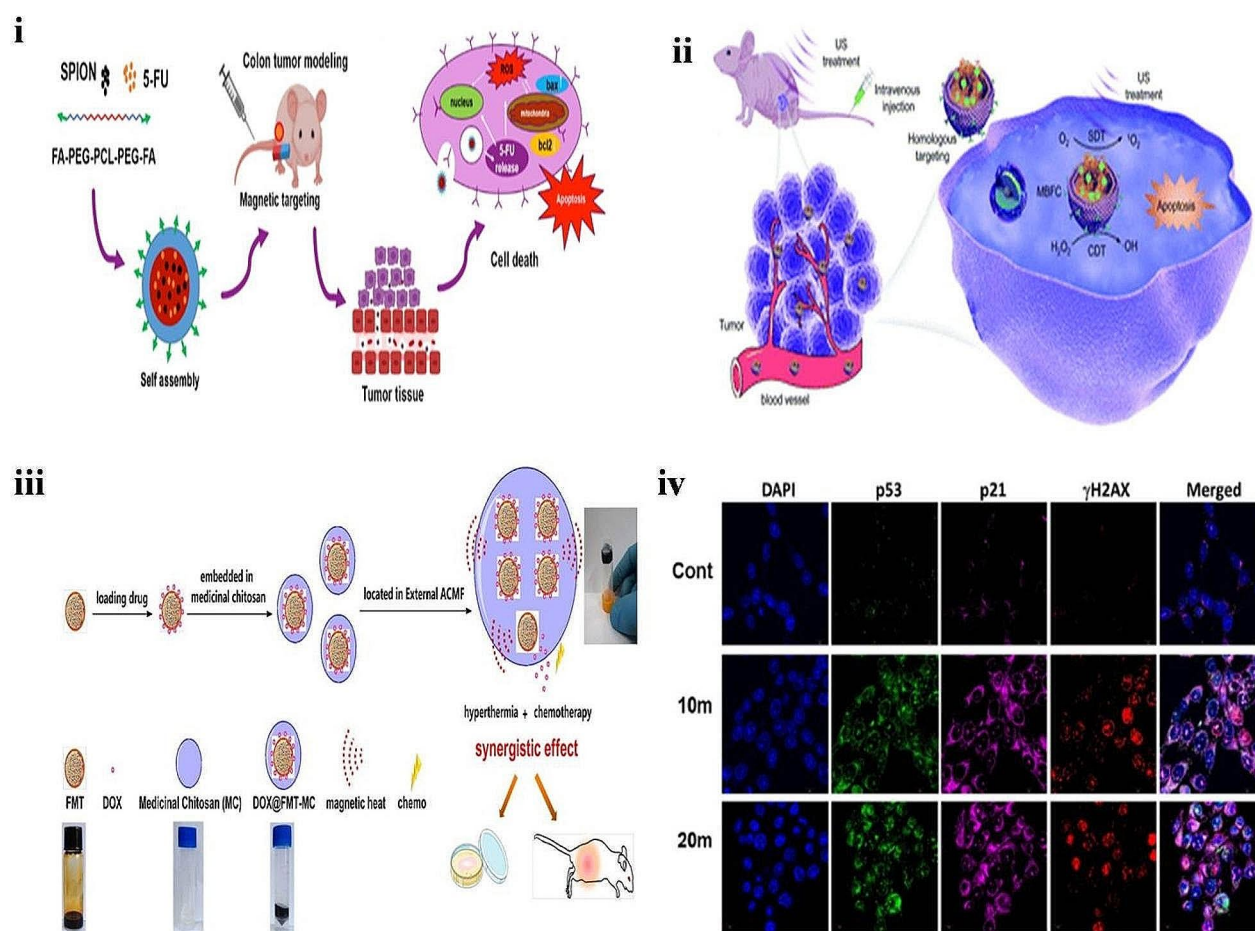 i
SPION
5-FU
FA-PEG-PCL-PEG-FA
Self assembly
Colon tumor modeling
Magnetic targeting
Tumor tissue
ROS
bax
nucleus
mitochondria
bcl2
5-FU
release
Apoptosis
Cell death
ii
US
treatment
Intravenous
injection
Homologous
targeting
US
treatment
O₂
SDT
¹O₂
MBFC
Apoptosis
H₂O₂
CDT
OH
Tumor
blood vessel
iii
loading drug
embedded in
medicinal chitosan
located in External ACMF
hyperthermia + chemotherapy
synergistic effect
FMT
DOX
Medicinal Chitosan (MC)
DOX@FMT-MC
magnetic heat
chemo
iv
DAPI
p53
p21
γH2AX
Merged
Cont
10m
20m